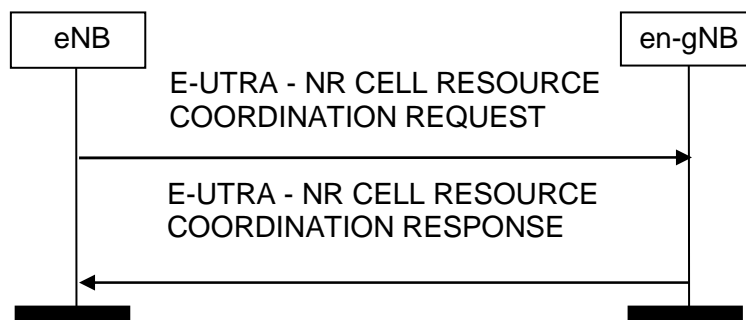 eNB
en-gNB
E-UTRA - NR CELL RESOURCE
COORDINATION REQUEST
E-UTRA - NR CELL RESOURCE
COORDINATION RESPONSE